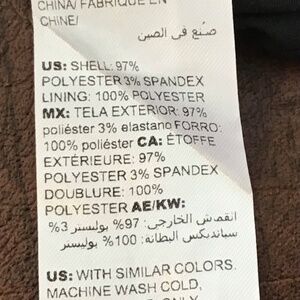 CHINA/ FABRIQUE EN
CHINE/
صنع في الصين
US: SHELL: 97%
POLYESTER 3% SPANDEX
LINING: 100% POLYESTER
MX: TELA EXTERIOR: 97%
poliéster 3% elastano FORRO:
100% poliéster CA: ÉTOFFE
EXTÉRIEURE: 97%
POLYESTER 3% SPANDEX
DOUBLURE: 100%
POLYESTER AE/KW:
القماش الخارجي: 97% بوليستر 3%
سباندیکس البطانة: 100% بوليستر
US: WITH SIMILAR COLORS.
MACHINE WASH COLD,
ONLY